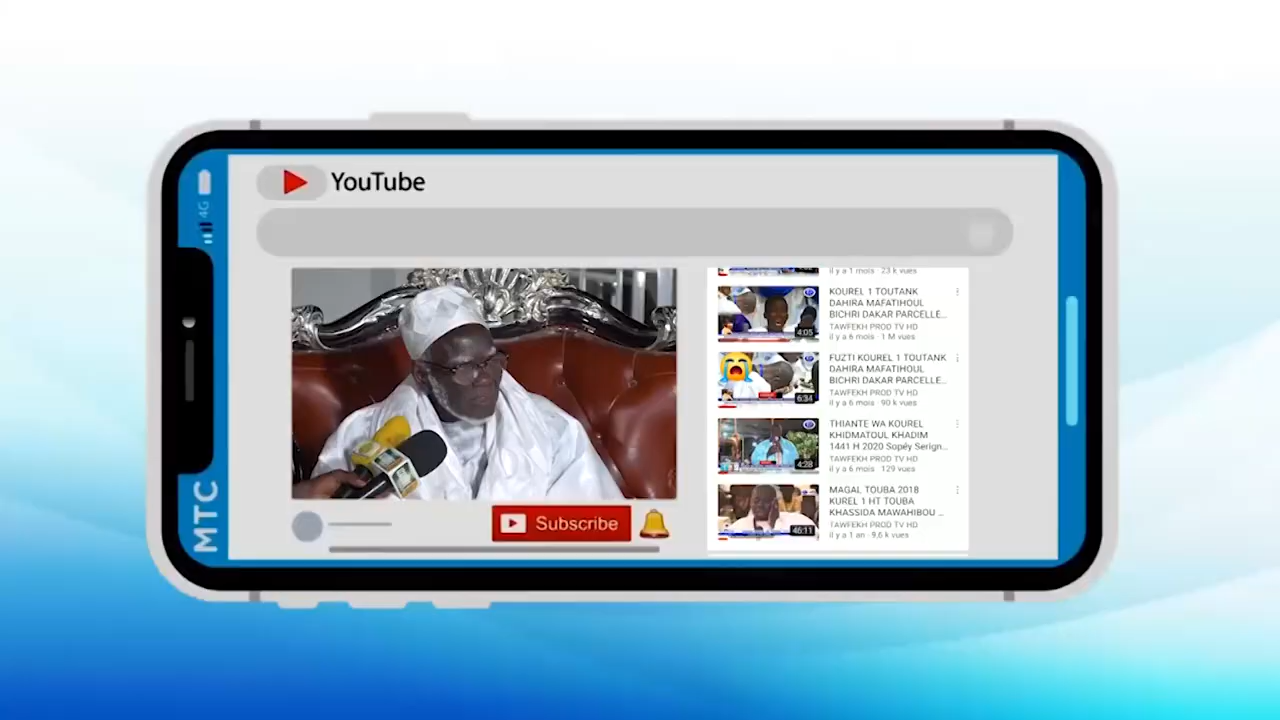 4G
MTC
YouTube
Subscribe
il y a 1 mois · 23 k vues
KOUREL 1 TOUTANK
DAHIRA MAFATIHOUL
BICHRI DAKAR PARCELLE...
TAWFEKH PROD TV HD
il y a 6 mois · 1 M vues
4:05
FUZTI KOUREL 1 TOUTANK
DAHIRA MAFATIHOUL
BICHRI DAKAR PARCELLE...
TAWFEKH PROD TV HD
il y a 6 mois · 90 k vues
6:34
THIANTE WA KOUREL
KHIDMATOUL KHADIM
1441 H 2020 Sopéy Serign...
TAWFEKH PROD TV HD
il y a 6 mois · 129 vues
4:28
MAGAL TOUBA 2018
KUREL 1 HT TOUBA
KHASSIDA MAWAHIBOU ...
TAWFEKH PROD TV HD
il y a 1 an · 9,6 k vues
46:11